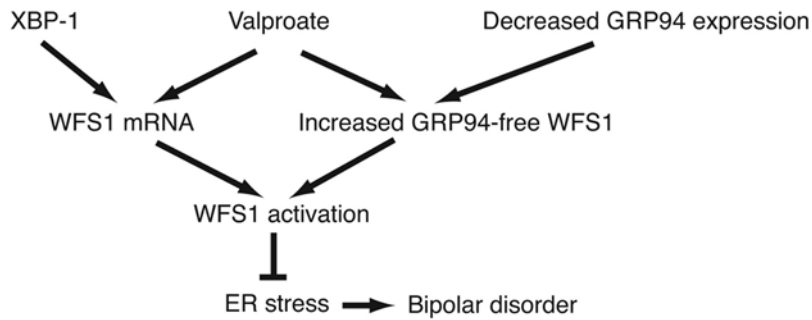 XBP-1
Valproate
Decreased GRP94 expression
WFS1 mRNA
Increased GRP94-free WFS1
WFS1 activation
ER stress
Bipolar disorder